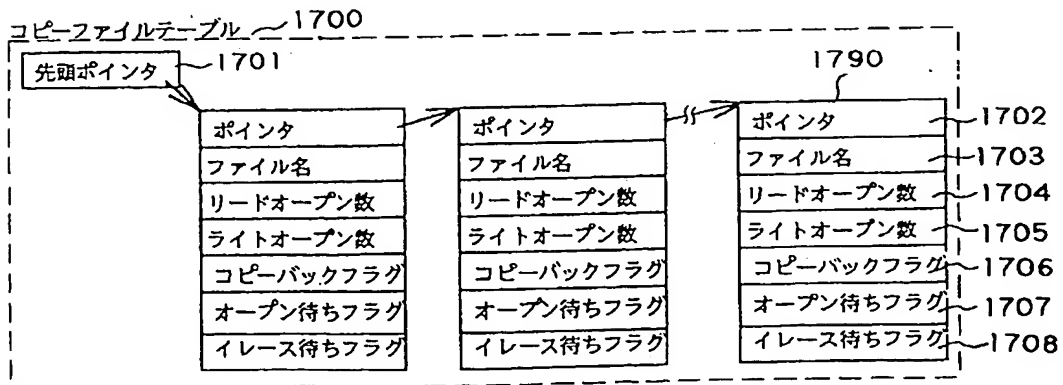 コピーファイルテーブル 1700
先頭ポインタ 1701
1790
ポインタ ポインタ ポインタ 1702
ファイル名 ファイル名 ファイル名 1703
リードオープン数 リードオープン数 リードオープン数 1704
ライトオープン数 ライトオープン数 ライトオープン数 1705
コピーバックフラグ コピーバックフラグ コピーバックフラグ 1706
オープン待ちフラグ オープン待ちフラグ オープン待ちフラグ 1707
イレース待ちフラグ イレース待ちフラグ イレース待ちフラグ 1708